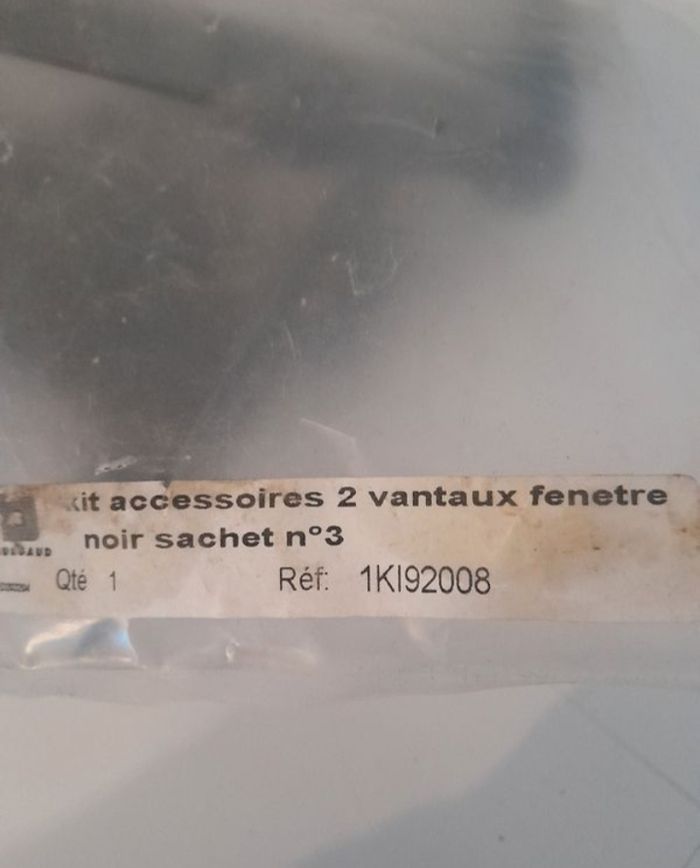 kit accessoires 2 vantaux fenetre
noir sachet n°3
Qté 1 Réf: 1KI92008